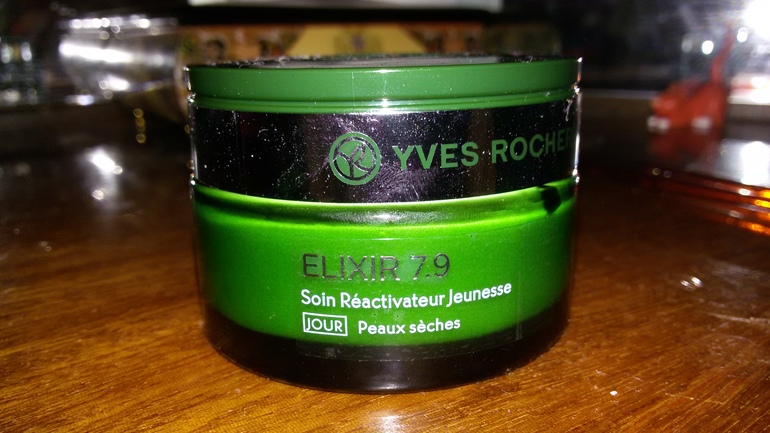 YVES ROCHER
ELIXIR 7.9
Soin Réactivateur Jeunesse
JOUR Peaux sèches